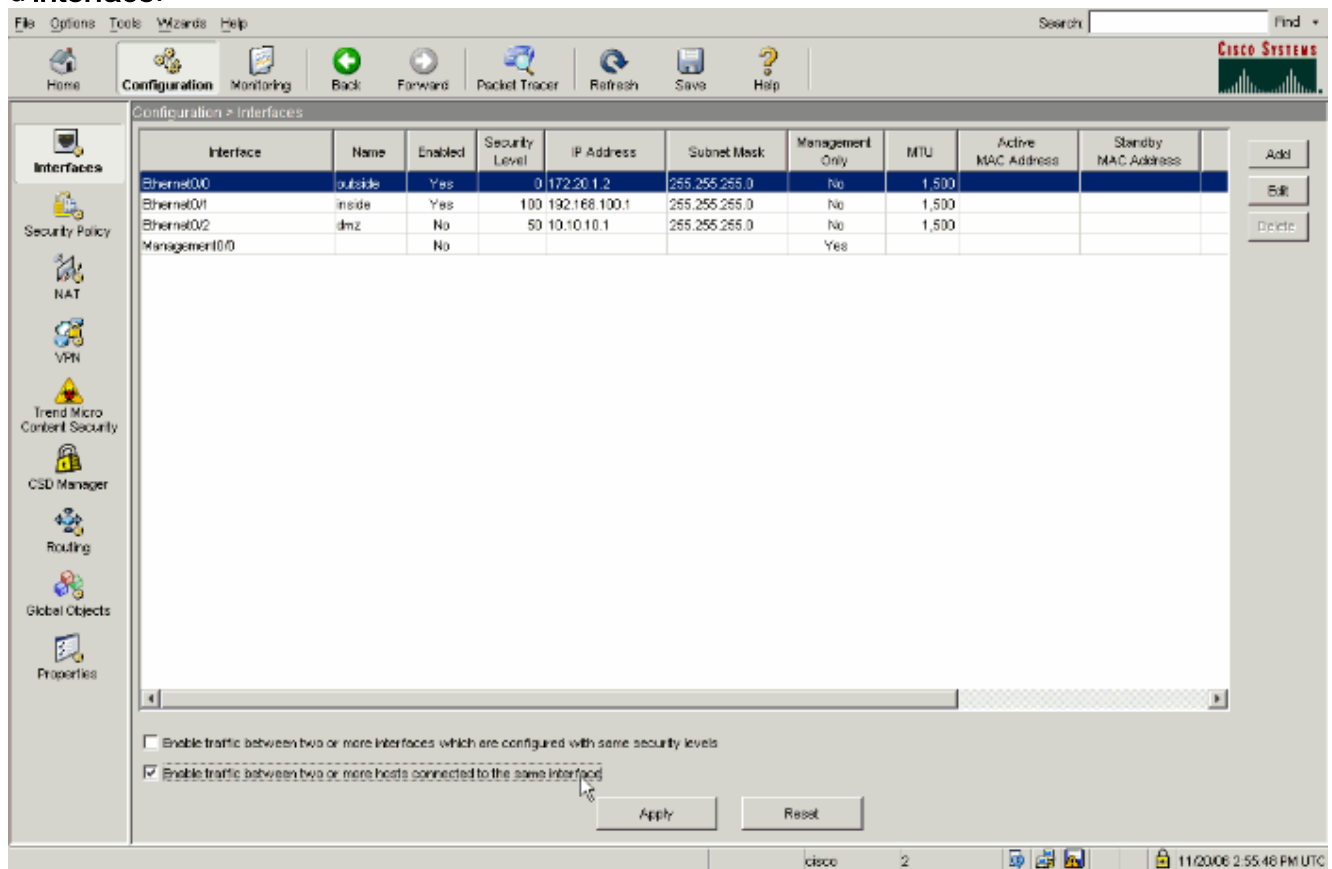 interface.
File Options Tools Wizards Help Search: Find
Home Configuration Monitoring Back Forward Packet Tracer Refresh Save Help
CISCO SYSTEMS
Configuration > Interfaces
Interfaces
Security Policy
NAT
VPN
Trend Micro
Content Security
CSD Manager
Routing
Global Objects
Properties
Interface Name Enabled Security Level IP Address Subnet Mask Management Only MTU Active MAC Address Standby MAC Address
Ethernet0/0 outside Yes 0 172.20.1.2 255.255.255.0 No 1,500
Ethernet0/1 inside Yes 100 192.168.100.1 255.255.255.0 No 1,500
Ethernet0/2 dmz No 50 10.10.10.1 255.255.255.0 No 1,500
Management0/0 No Yes
Add
Edit
Delete
Enable traffic between two or more interfaces which are configured with same security levels
Enable traffic between two or more hosts connected to the same interface
Apply Reset
cisco 2 11/20/06 2:55:48 PM UTC